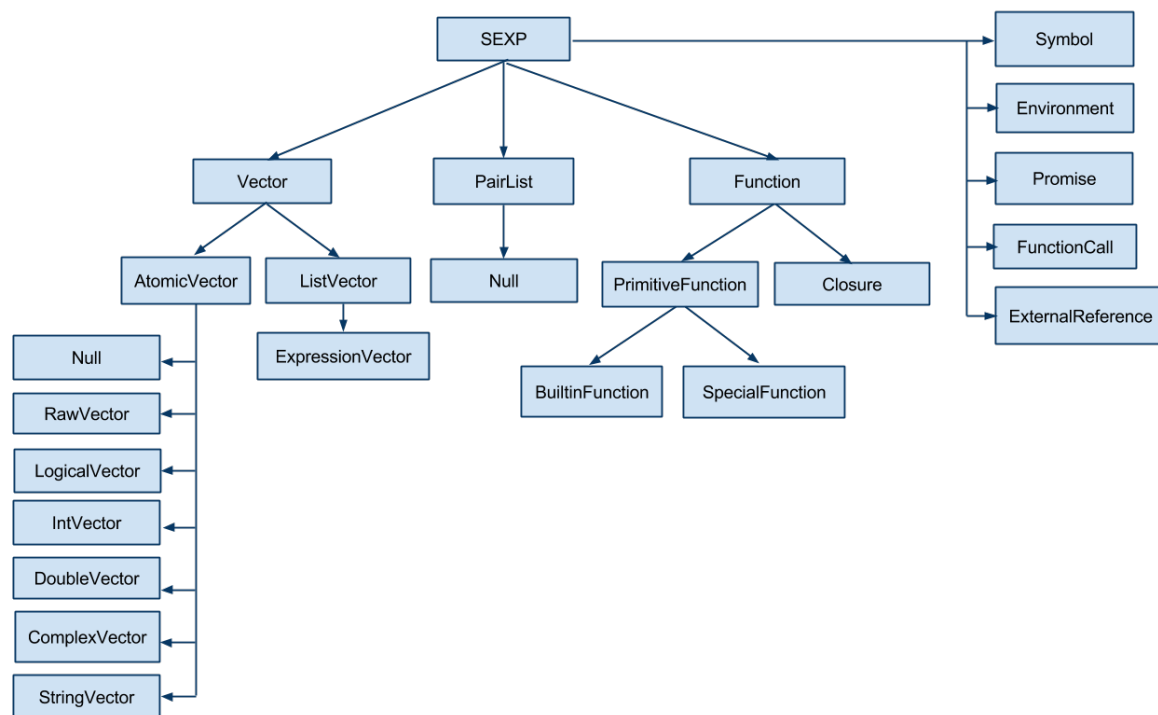 SEXP
Symbol
Environment
Promise
FunctionCall
ExternalReference
Vector
PairList
Function
AtomicVector
ListVector
Null
PrimitiveFunction
Closure
ExpressionVector
BuiltinFunction
SpecialFunction
Null
RawVector
LogicalVector
IntVector
DoubleVector
ComplexVector
StringVector